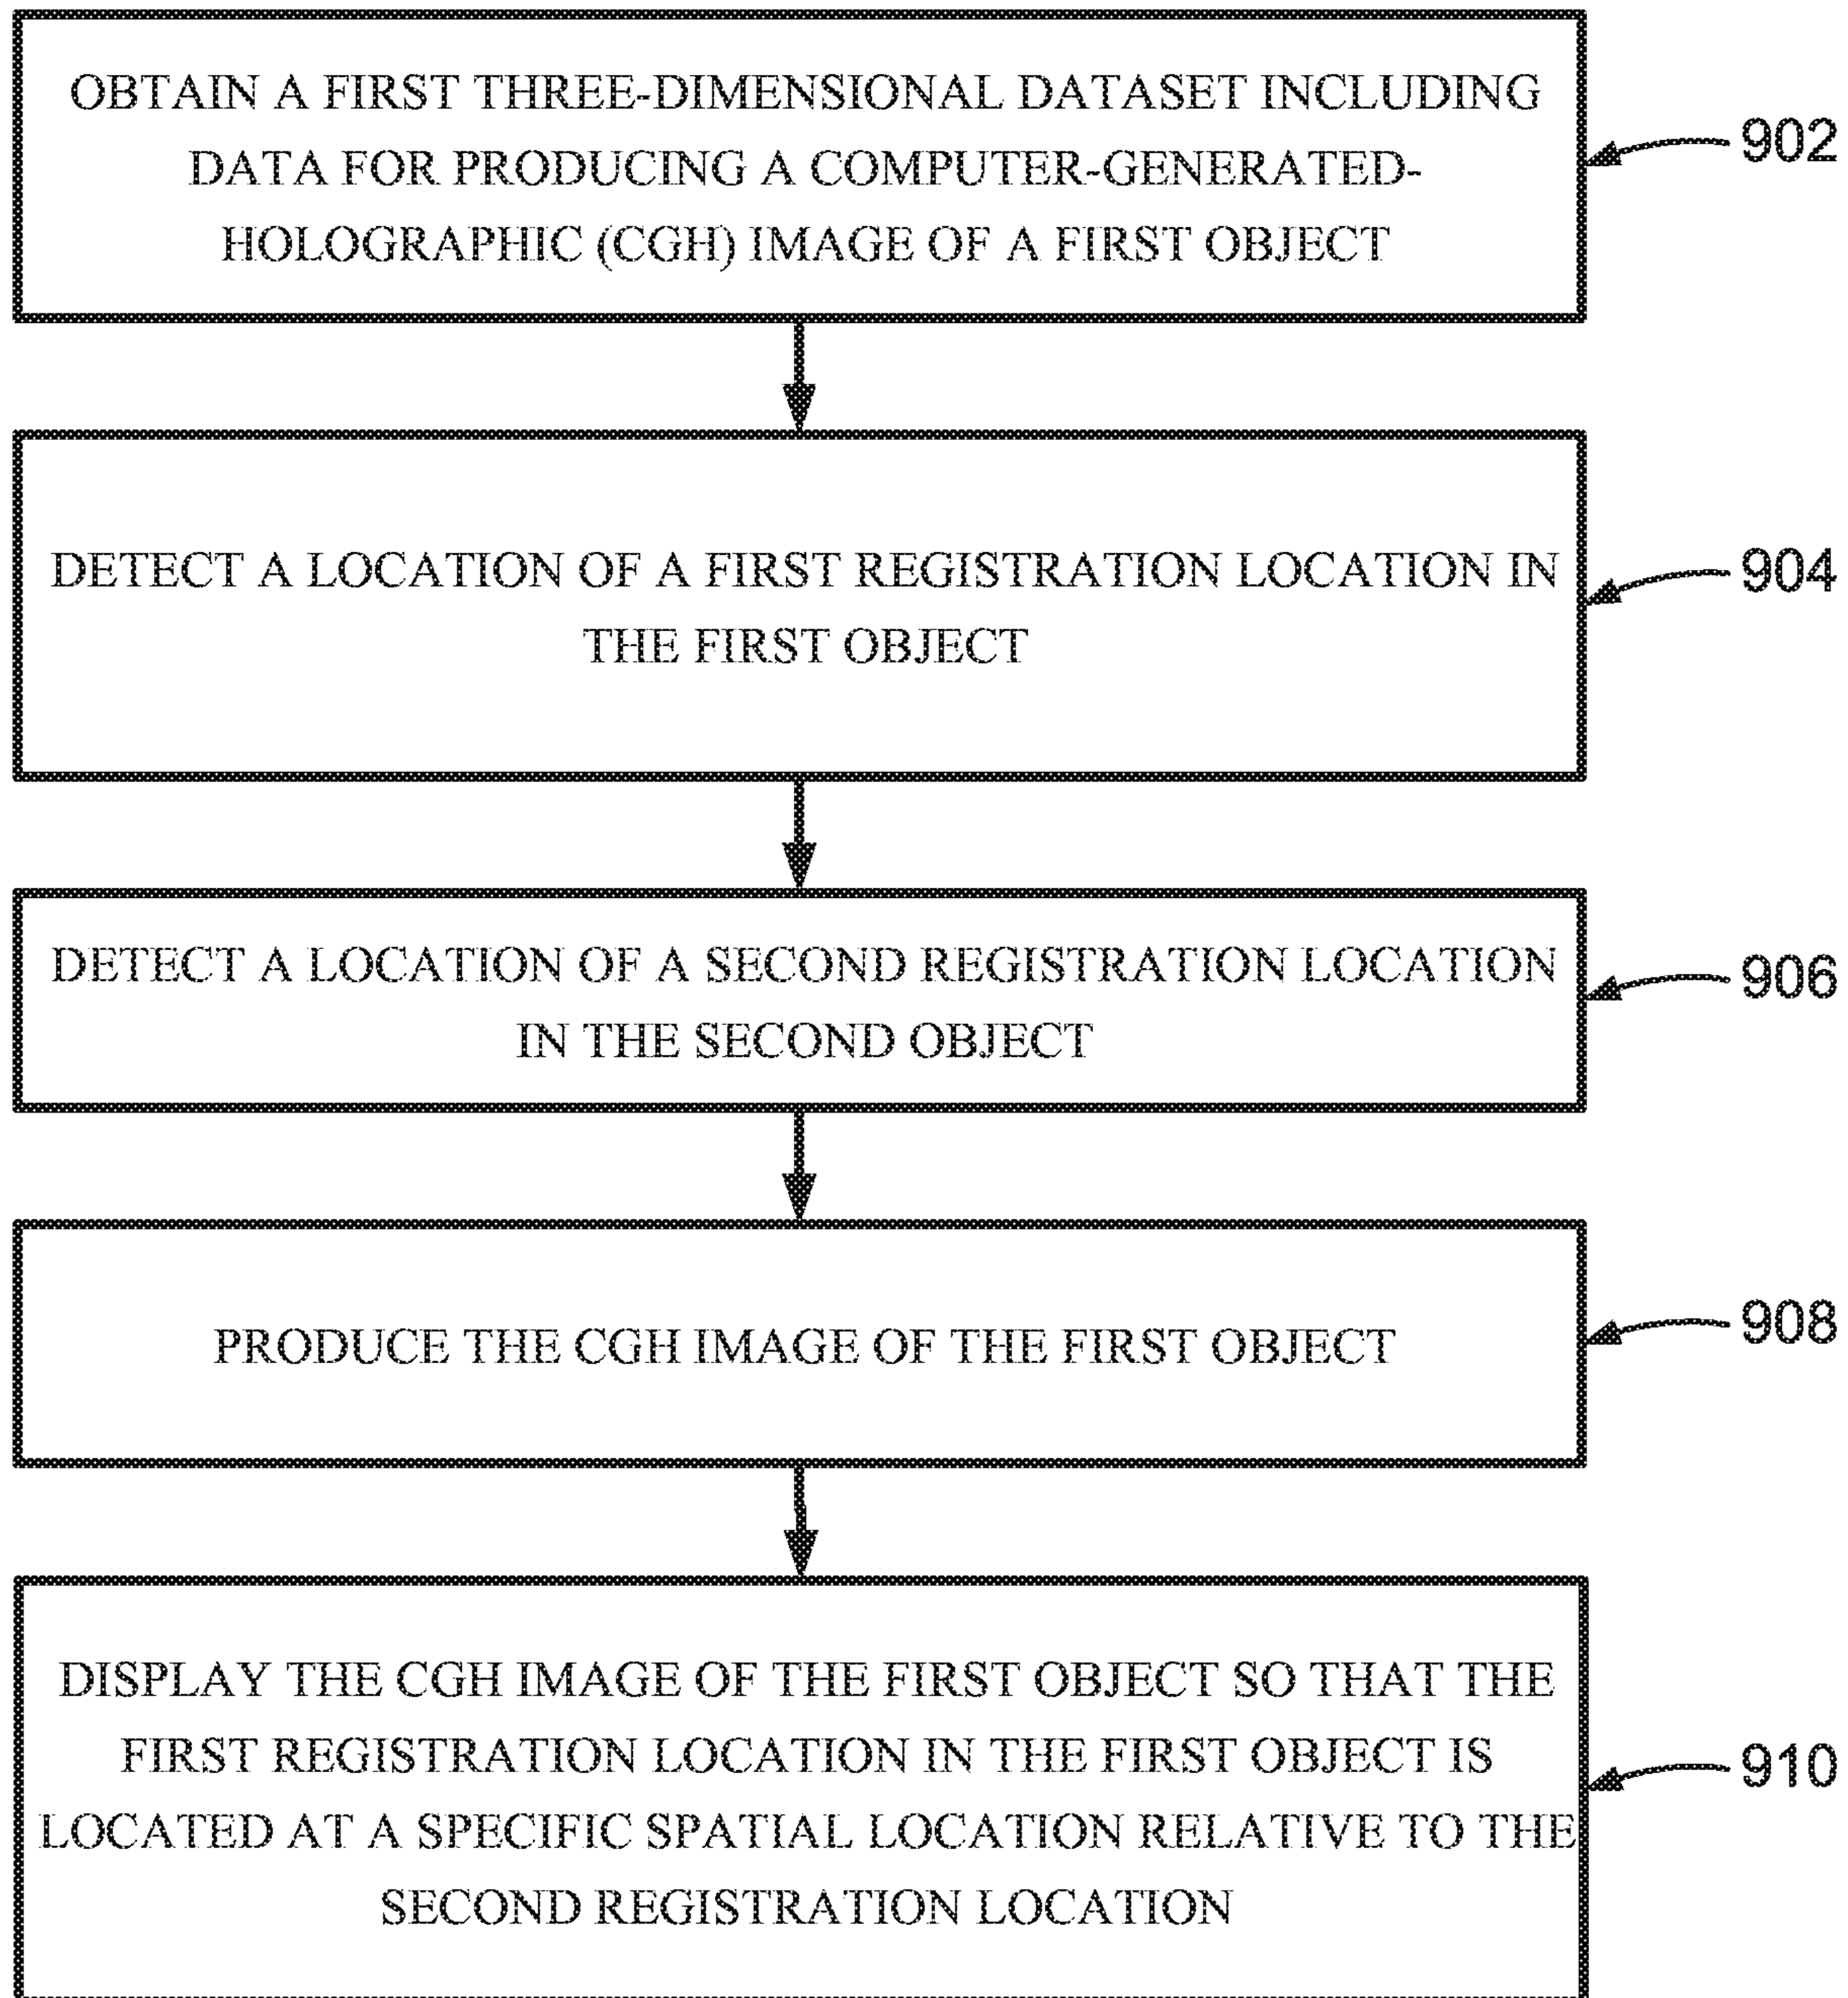 OBTAIN A FIRST THREE-DIMENSIONAL DATASET INCLUDING
DATA FOR PRODUCING A COMPUTER-GENERATED-
HOLOGRAPHIC (CGH) IMAGE OF A FIRST OBJECT
902
DETECT A LOCATION OF A FIRST REGISTRATION LOCATION IN
THE FIRST OBJECT
904
DETECT A LOCATION OF A SECOND REGISTRATION LOCATION
IN THE SECOND OBJECT
906
PRODUCE THE CGH IMAGE OF THE FIRST OBJECT
908
DISPLAY THE CGH IMAGE OF THE FIRST OBJECT SO THAT THE
FIRST REGISTRATION LOCATION IN THE FIRST OBJECT IS
LOCATED AT A SPECIFIC SPATIAL LOCATION RELATIVE TO THE
SECOND REGISTRATION LOCATION
910